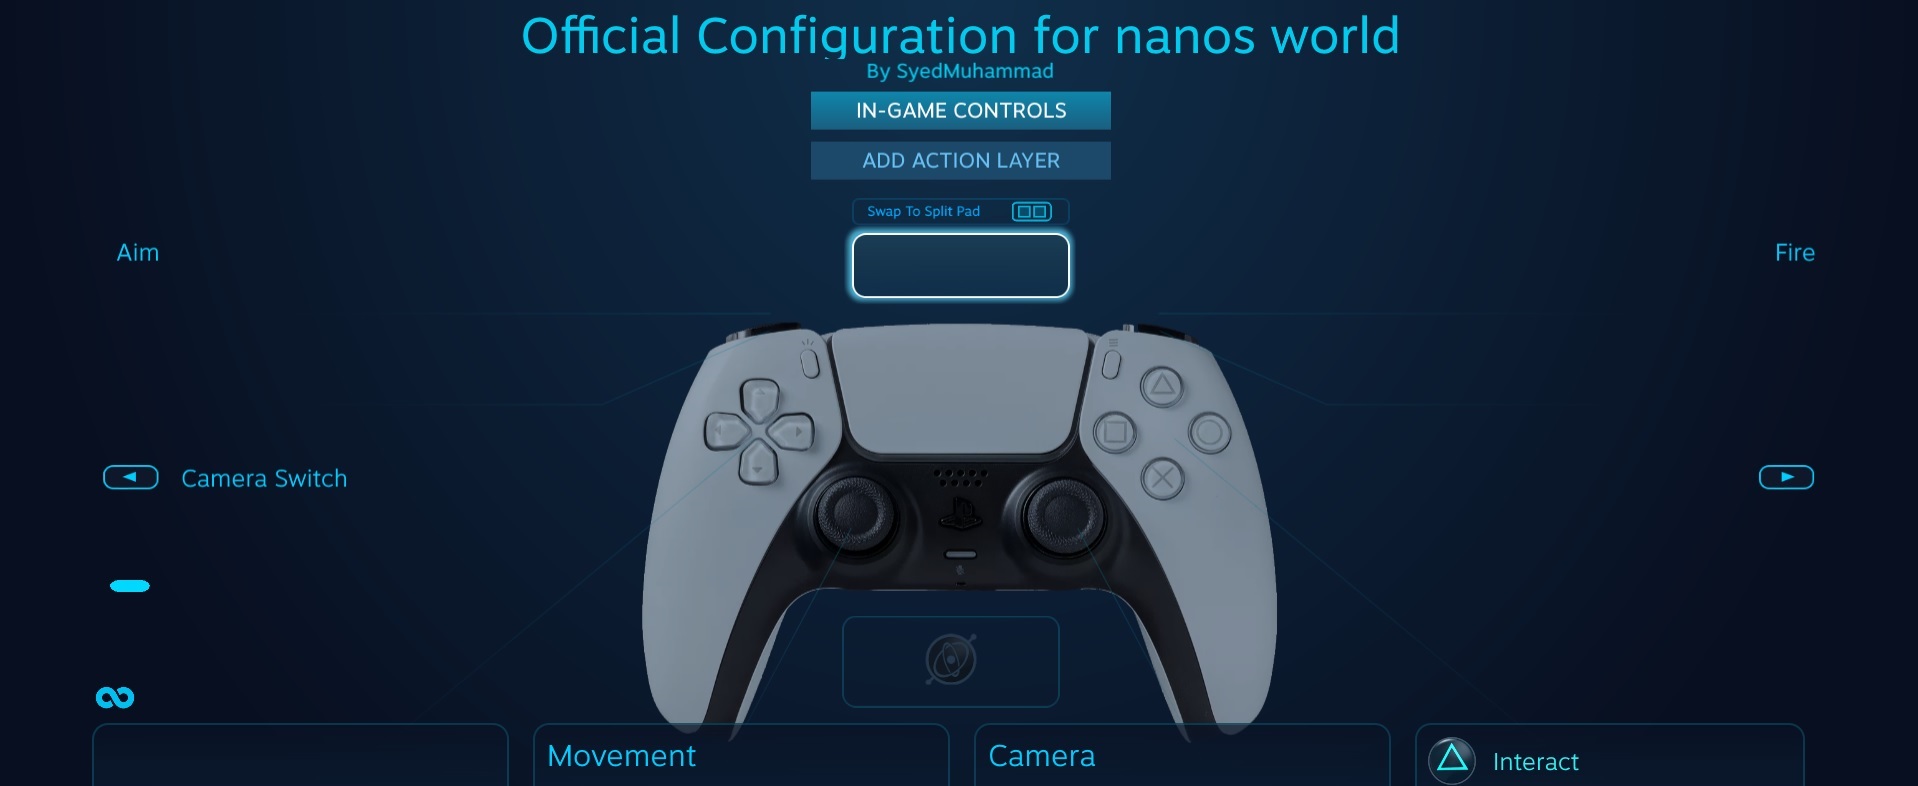 Official Configuration for nanos world
By SyedMuhammad
IN-GAME CONTROLS
ADD ACTION LAYER
Swap To Split Pad
Aim
Fire
Camera Switch
Movement
Camera
Interact